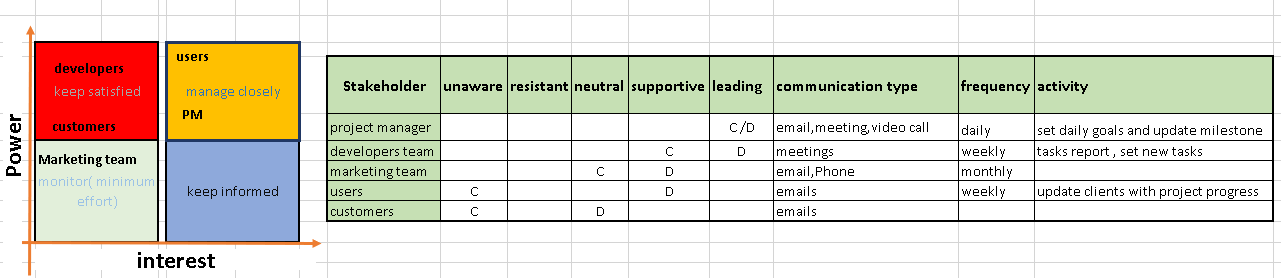 Power
developers
keep satisfied
customers
users
manage closely
PM
Marketing team
monitor( minimum
effort)
keep informed
interest
Stakeholder unaware resistant neutral supportive leading communication type frequency activity
project manager C/D email,meeting,video call daily set daily goals and update milestone
developers team C D meetings weekly tasks report , set new tasks
marketing team C D email,Phone monthly
users C D emails weekly update clients with project progress
customers C D emails